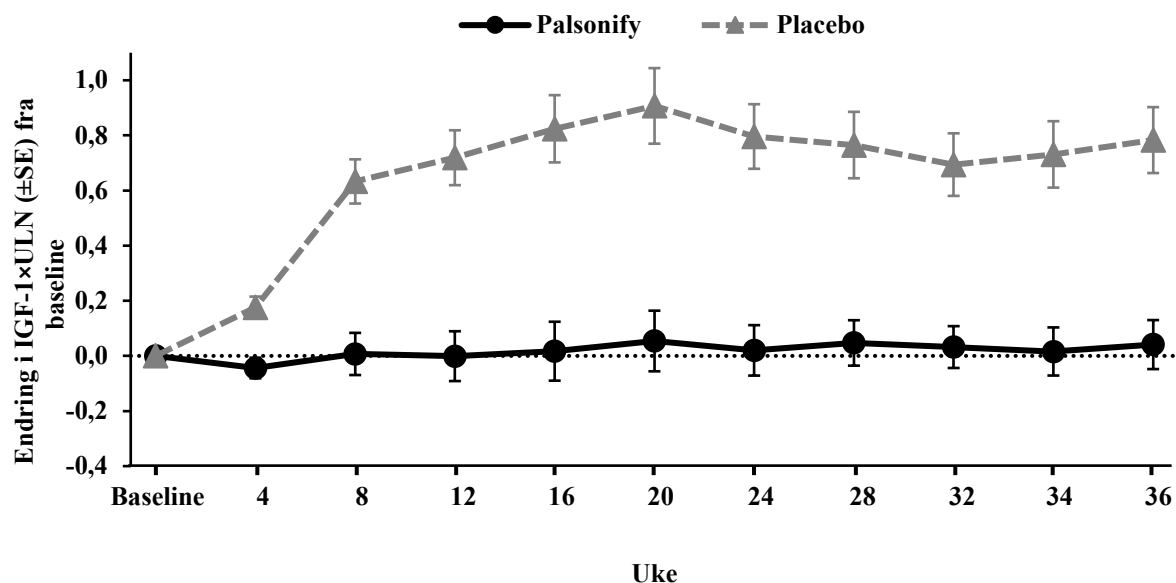 Palsonify Placebo
Endring i IGF-1×ULN (±SE) fra
baseline
1,0
0,8
0,6
0,4
0,2
0,0
-0,2
-0,4
Baseline 4 8 12 16 20 24 28 32 34 36
Uke